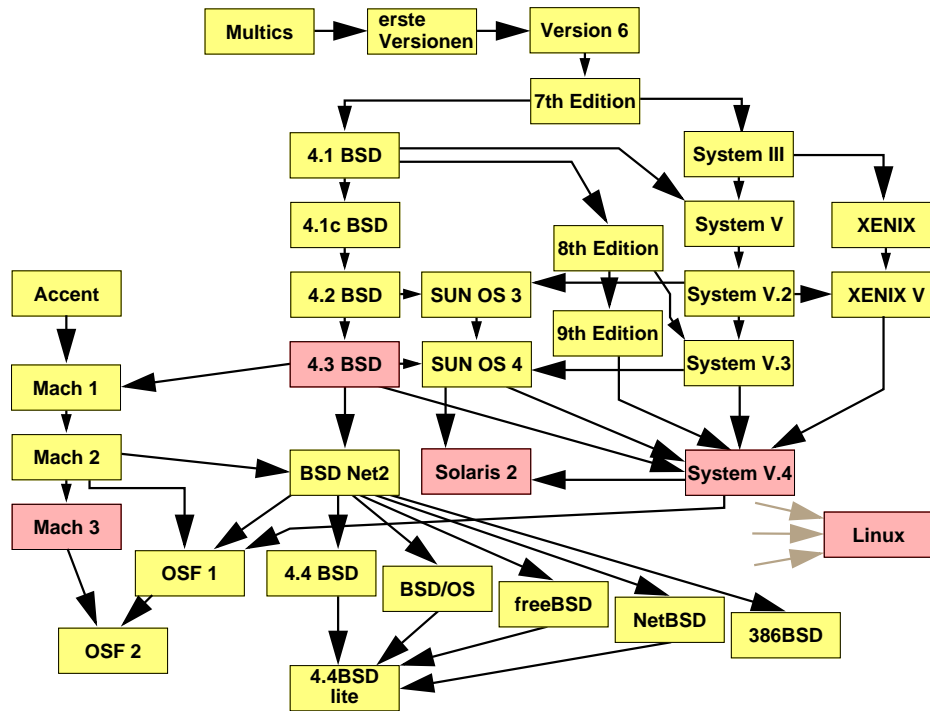 Multics
erste
Versionen
Version 6
7th Edition
4.1 BSD
System III
4.1c BSD
8th Edition
System V
XENIX
Accent
4.2 BSD
SUN OS 3
9th Edition
System V.2
XENIX V
Mach 1
4.3 BSD
SUN OS 4
System V.3
Mach 2
BSD Net2
Solaris 2
System V.4
Mach 3
Linux
OSF 1
4.4 BSD
BSD/OS
freeBSD
NetBSD
386BSD
OSF 2
4.4BSD
lite